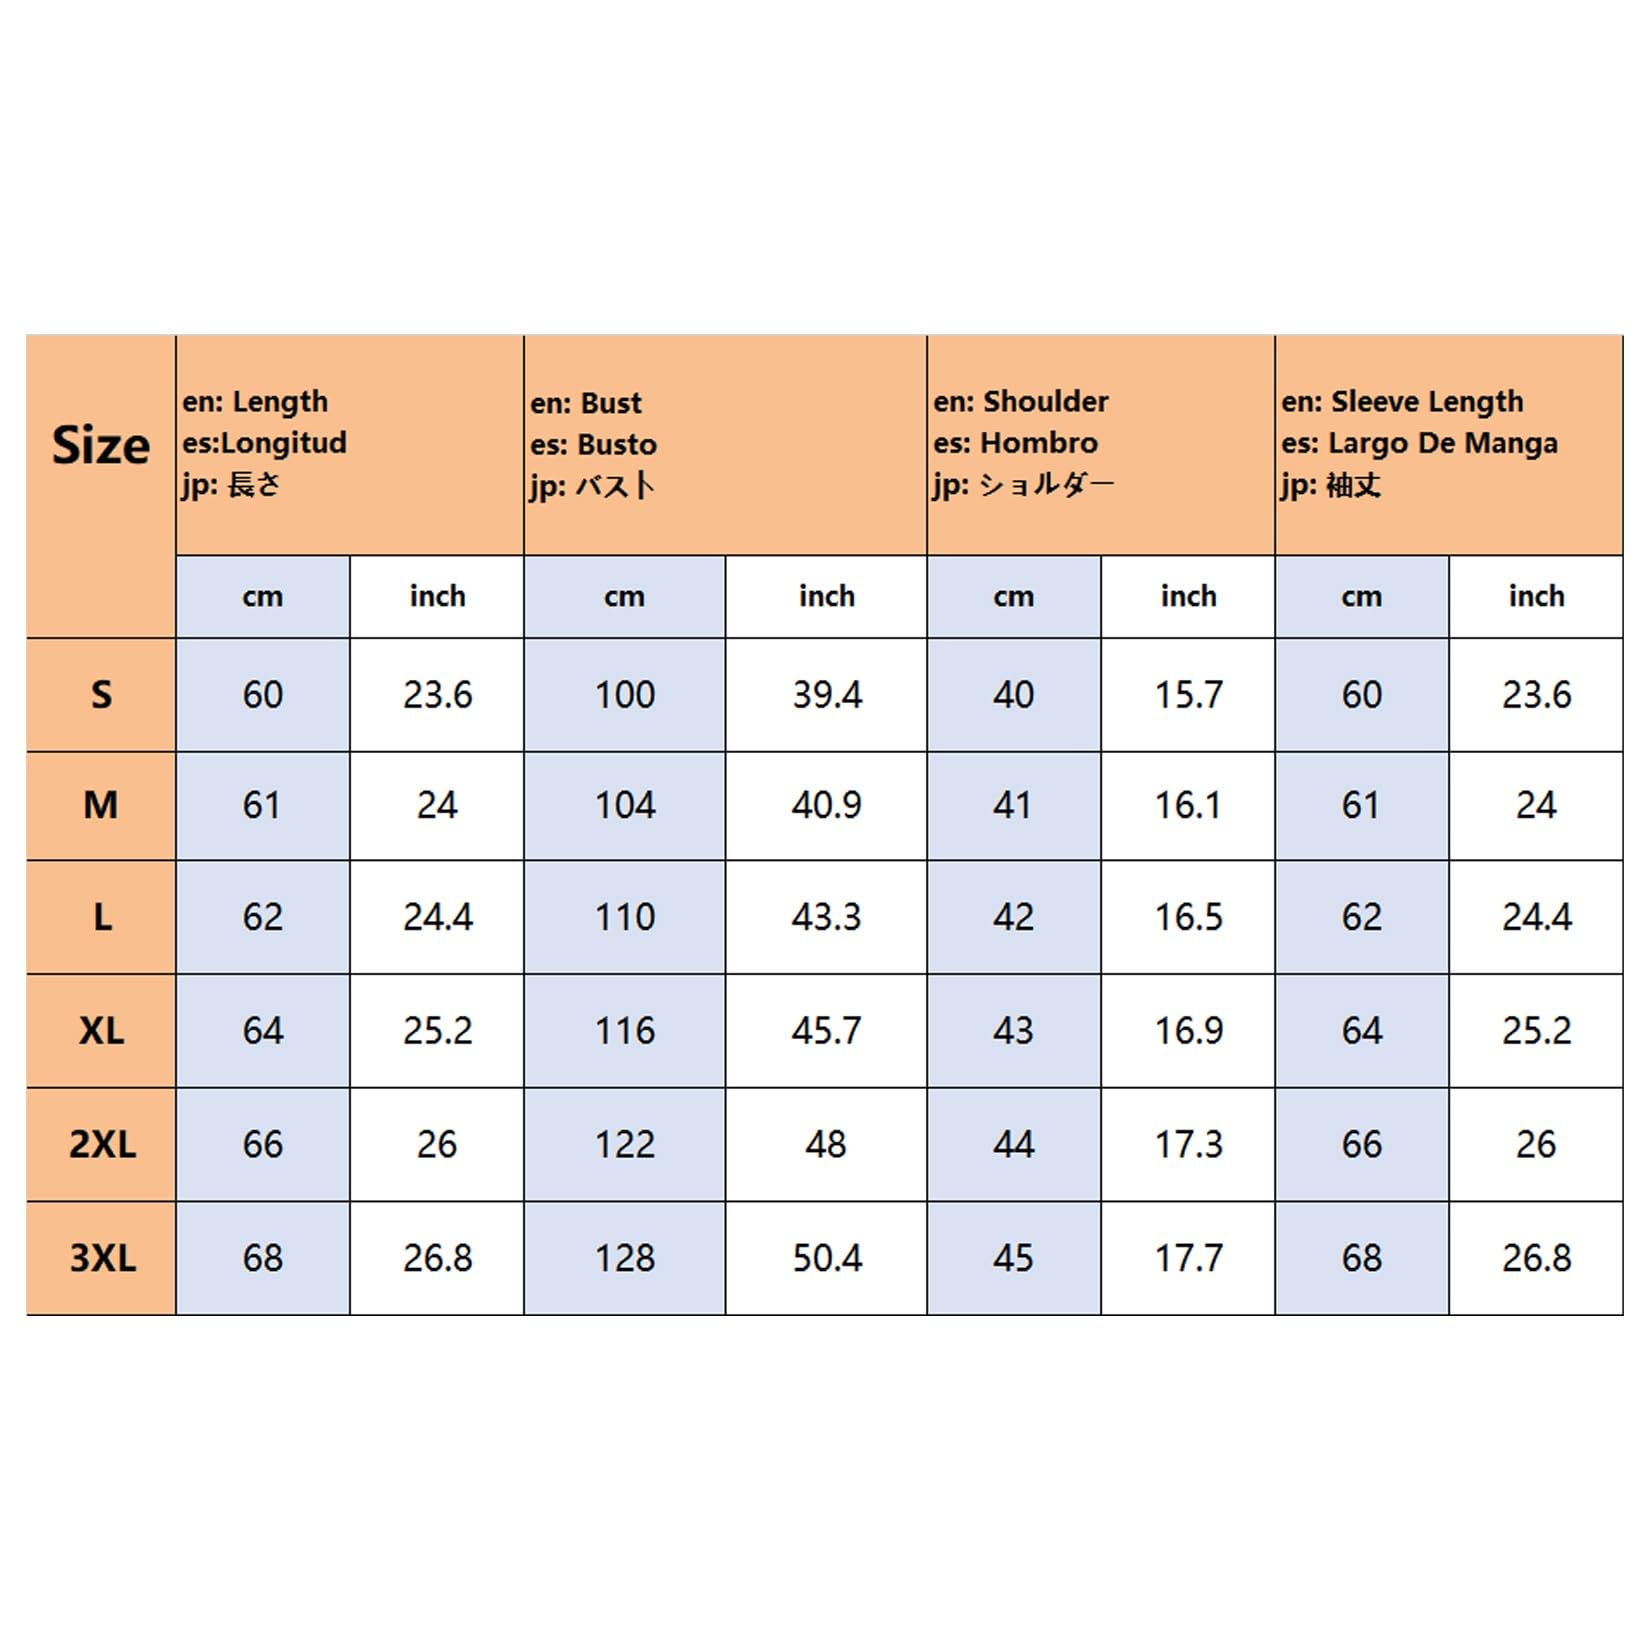 Size
en: Length
es:Longitud
jp: 長さ
en: Bust
es: Busto
jp: バスト
en: Shoulder
es: Hombro
jp: ショルダー
en: Sleeve Length
es: Largo De Manga
jp: 袖丈
cm inch cm inch cm inch cm inch
S 60 23.6 100 39.4 40 15.7 60 23.6
M 61 24 104 40.9 41 16.1 61 24
L 62 24.4 110 43.3 42 16.5 62 24.4
XL 64 25.2 116 45.7 43 16.9 64 25.2
2XL 66 26 122 48 44 17.3 66 26
3XL 68 26.8 128 50.4 45 17.7 68 26.8